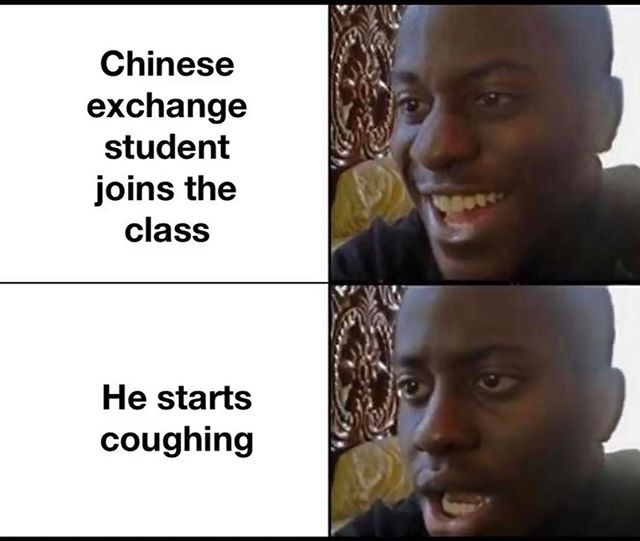 Chinese
exchange
student
joins the
class
He starts
coughing